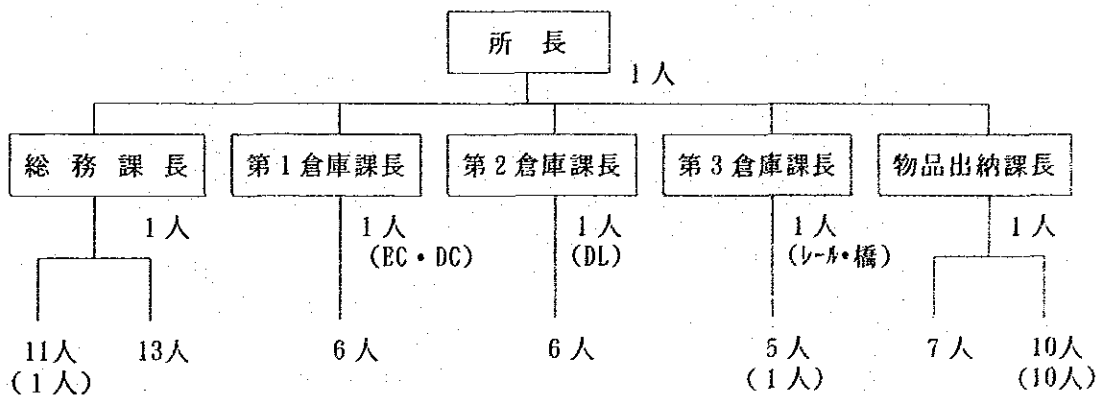 所長
1人
総務課長 第1倉庫課長 第2倉庫課長 第3倉庫課長 物品出納課長
1人 1人 1人 1人 1人
(EC・DC) (DL) (レール・橋)
11人 13人 6人 6人 5人 7人 10人
(1人) (1人) (10人)